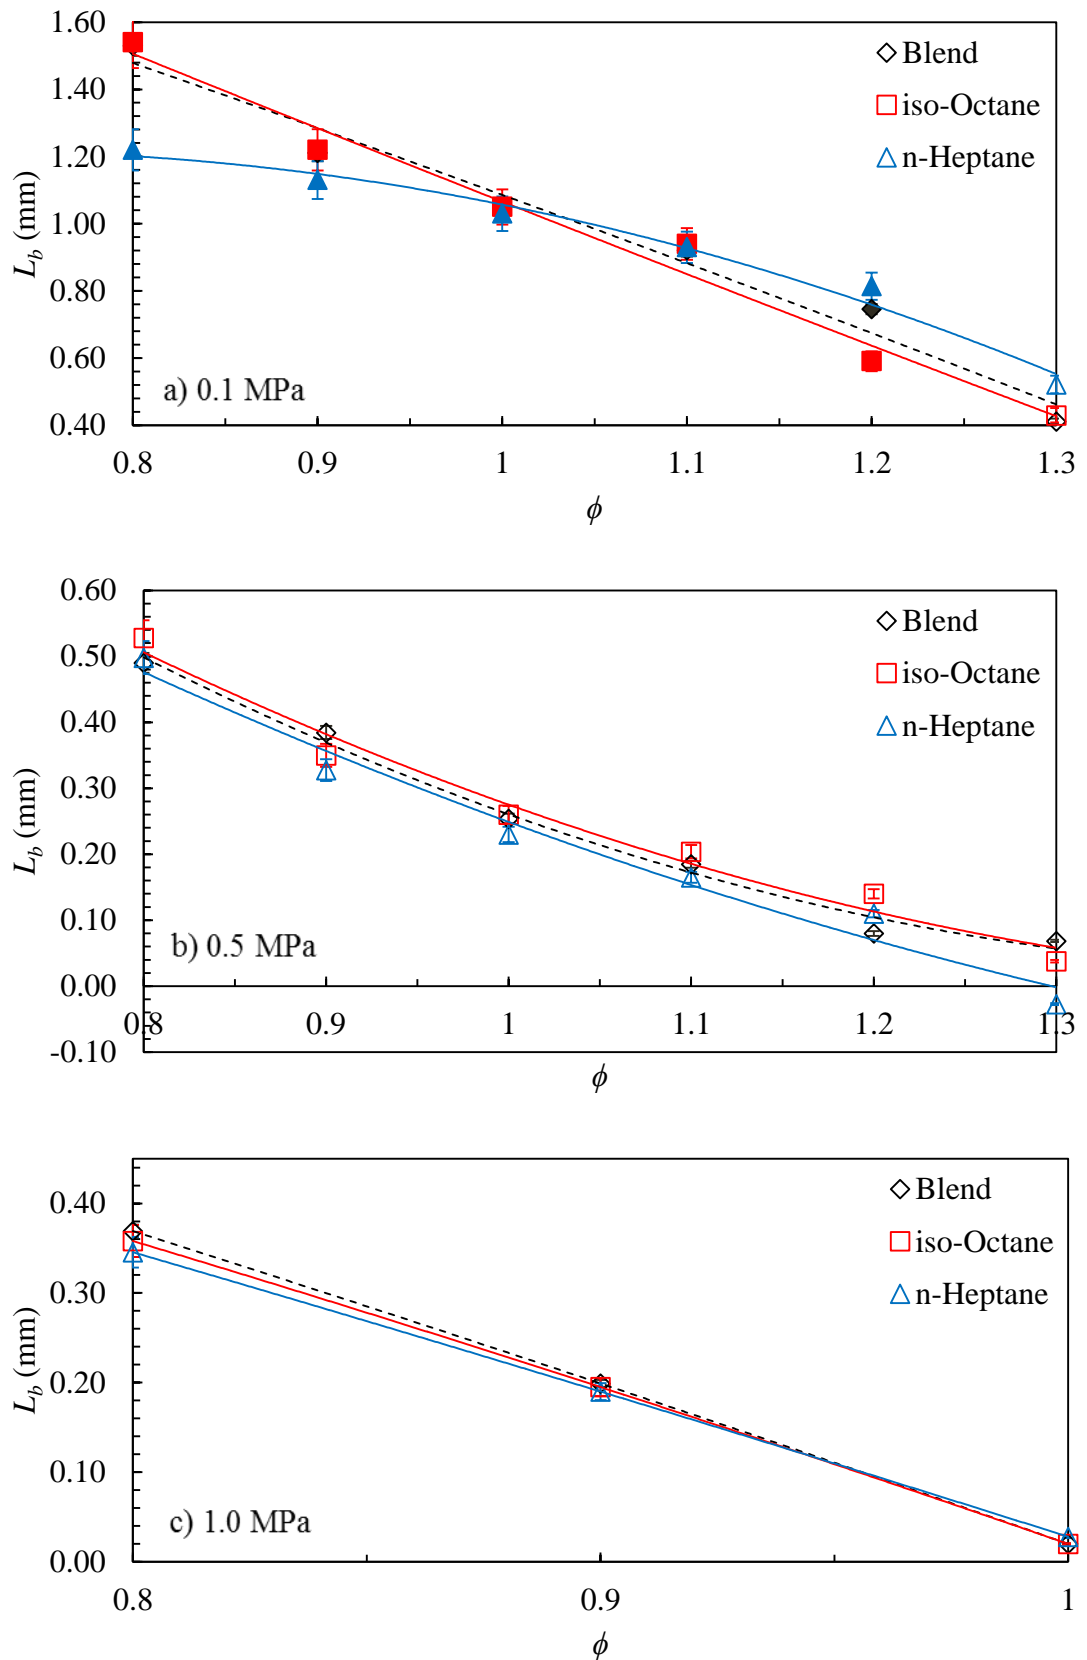 1.60
1.40
1.20
1.00
0.80
0.60
0.40
L_b (mm)
Blend
iso-Octane
n-Heptane
a) 0.1 MPa
0.8 0.9 1 1.1 1.2 1.3
ϕ
0.60
0.50
0.40
0.30
0.20
0.10
0.00
-0.10
L_b (mm)
Blend
iso-Octane
n-Heptane
b) 0.5 MPa
0.8 0.9 1 1.1 1.2 1.3
ϕ
0.40
0.30
0.20
0.10
0.00
L_b (mm)
Blend
iso-Octane
n-Heptane
c) 1.0 MPa
0.8 0.9 1
ϕ